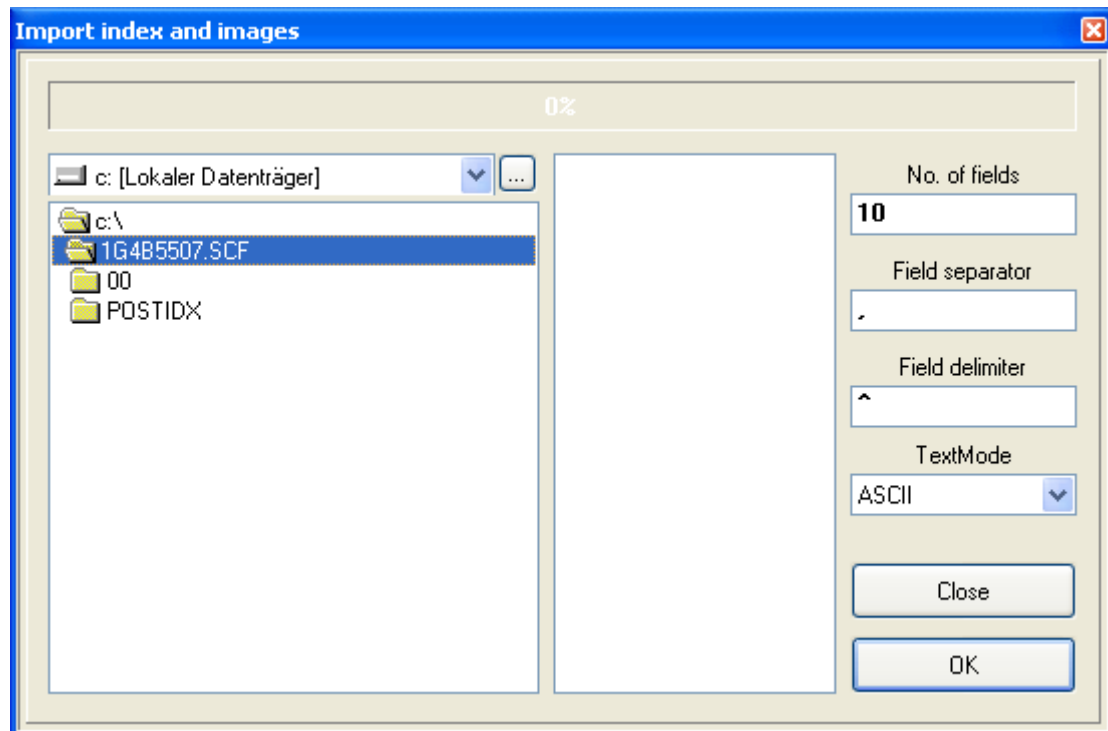 Import index and images
0%
c: [Lokaler Datenträger]
...
c:\
1G4B5507.SCF
00
POSTIDX
No. of fields
10
Field separator
,
Field delimiter
^
TextMode
ASCII
Close
OK